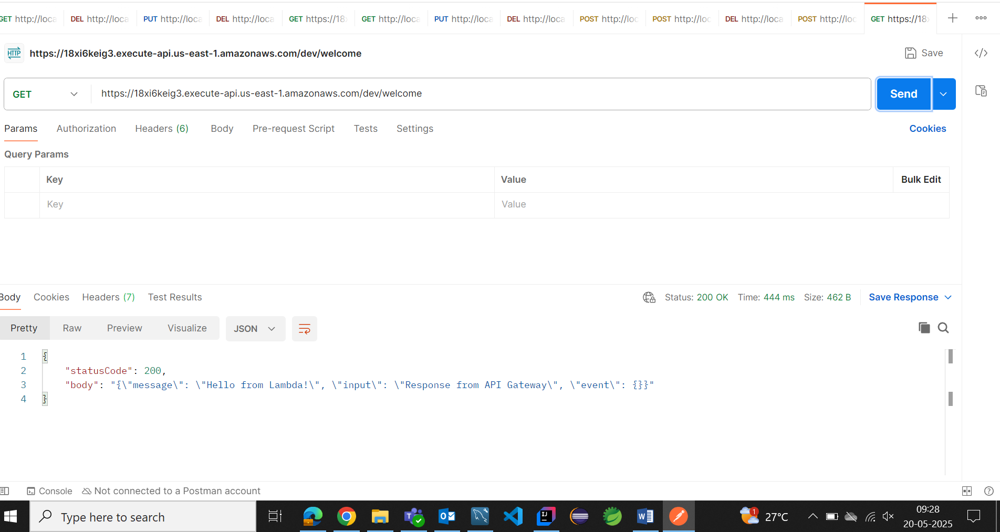 GET http://loca DEL http://loca PUT http://loca DEL http://loca GET https://18x GET http://loca PUT http://loca DEL http://loca POST http://loc POST http://loc DEL http://loca POST http://loc GET https://18x
HTTP https://18xi6keig3.execute-api.us-east-1.amazonaws.com/dev/welcome Save </>
GET https://18xi6keig3.execute-api.us-east-1.amazonaws.com/dev/welcome Send
Params Authorization Headers (6) Body Pre-request Script Tests Settings Cookies
Query Params
Key Value Bulk Edit
Key Value
Body Cookies Headers (7) Test Results Status: 200 OK Time: 444 ms Size: 462 B Save Response
Pretty Raw Preview Visualize JSON
1 {
2 "statusCode": 200,
3 "body": "{\"message\": \"Hello from Lambda!\", \"input\": \"Response from API Gateway\", \"event\": {}}"
4 }
Console Not connected to a Postman account
Type here to search 1 27°C 09:28
20-05-2025